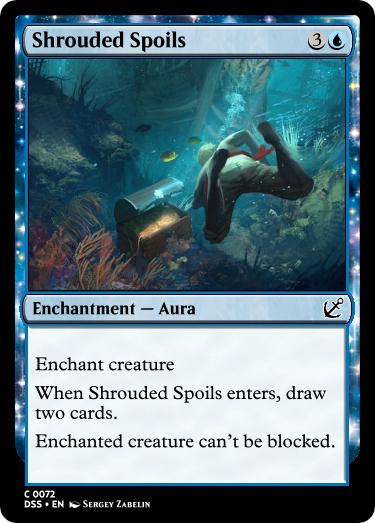 Shrouded Spoils 3
Enchantment — Aura
Enchant creature
When Shrouded Spoils enters, draw
two cards.
Enchanted creature can't be blocked.
C 0072
DSS • EN Sergey Zabelin